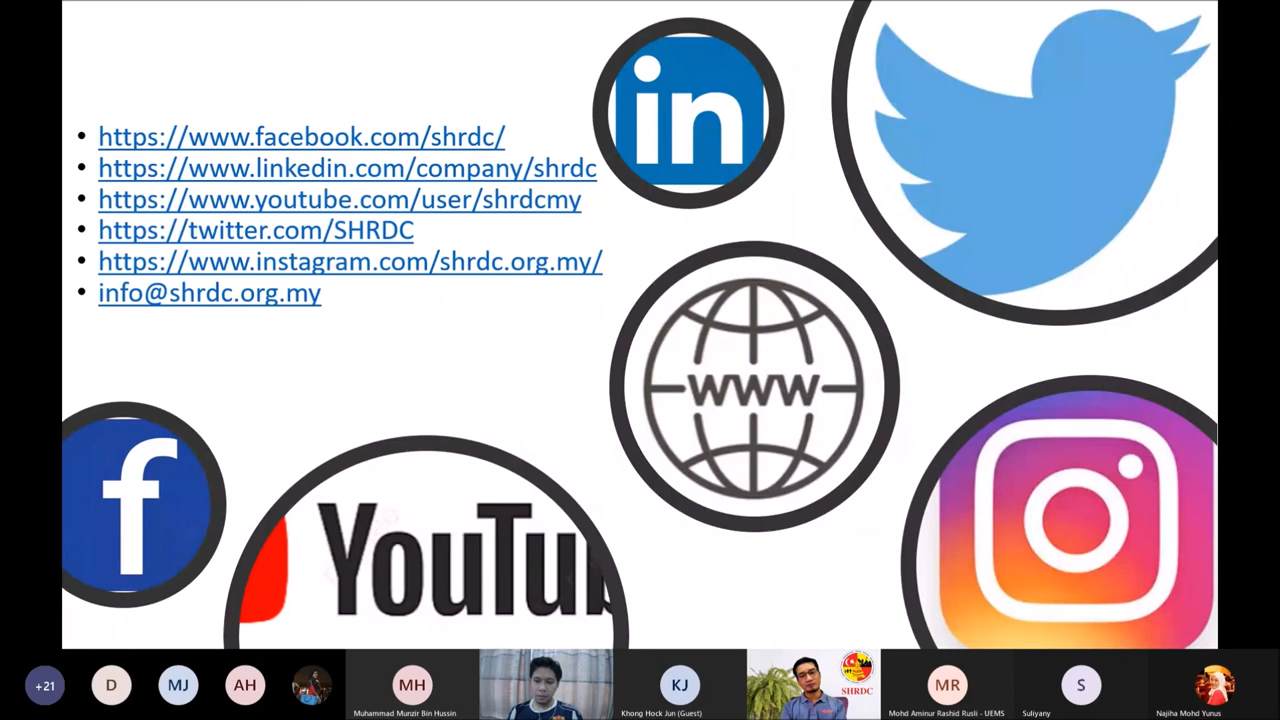 https://www.facebook.com/shrdc/
https://www.linkedin.com/company/shrdc
https://www.youtube.com/user/shrdcmy
https://twitter.com/SHRDC
https://www.instagram.com/shrdc.org.my/
info@shrdc.org.my
in
www
f
YouTub
+21
D
MJ
AH
MH
Muhammad Munzir Bin Hussin
KJ
Khong Hock Jun (Guest)
SHRDC
MR
Mohd Aminur Rashid Rusli - UEMS
S
Suliyany
Najiha Mohd Yunus